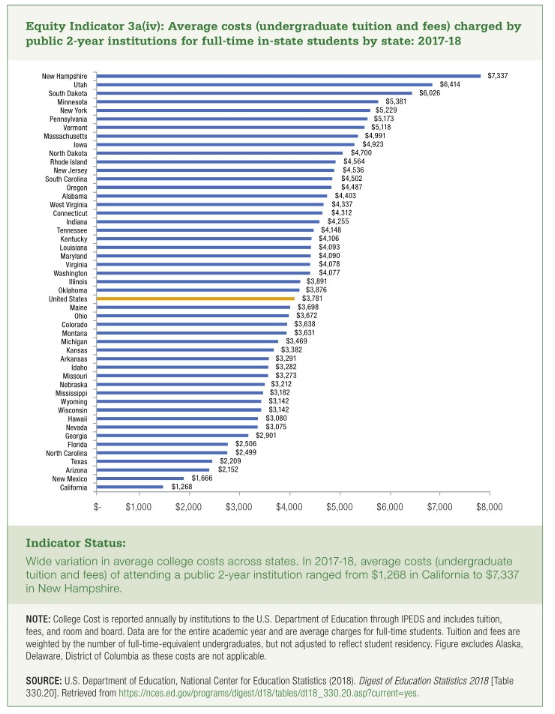 Equity Indicator 3a(iv): Average costs (undergraduate tuition and fees) charged by
public 2-year institutions for full-time in-state students by state: 2017-18
New Hampshire $7,337
Utah $6,414
South Dakota $6,026
Minnesota $5,381
New York $5,229
Pennsylvania $5,173
Vermont $5,118
Massachusetts $4,991
Iowa $4,923
North Dakota $4,700
Rhode Island $4,564
New Jersey $4,536
South Carolina $4,502
Oregon $4,487
Alabama $4,403
West Virginia $4,337
Connecticut $4,312
Indiana $4,255
Tennessee $4,148
Kentucky $4,106
Louisiana $4,093
Maryland $4,090
Virginia $4,078
Washington $4,077
Illinois $3,891
Oklahoma $3,876
United States $3,781
Maine $3,698
Ohio $3,672
Colorado $3,638
Montana $3,631
Michigan $3,469
Kansas $3,382
Arkansas $3,291
Idaho $3,282
Missouri $3,273
Nebraska $3,212
Mississippi $3,182
Wyoming $3,142
Wisconsin $3,142
Hawaii $3,080
Nevada $3,075
Georgia $2,901
Florida $2,506
North Carolina $2,499
Texas $2,209
Arizona $2,152
New Mexico $1,666
California $1,268
$- $1,000 $2,000 $3,000 $4,000 $5,000 $6,000 $7,000 $8,000
Indicator Status:
Wide variation in average college costs across states. In 2017-18, average costs (undergraduate
tuition and fees) of attending a public 2-year institution ranged from $1,268 in California to $7,337
in New Hampshire.
NOTE: College Cost is reported annually by institutions to the U.S. Department of Education through IPEDS and includes tuition,
fees, and room and board. Data are for the entire academic year and are average charges for full-time students. Tuition and fees are
weighted by the number of full-time-equivalent undergraduates, but not adjusted to reflect student residency. Figure excludes Alaska,
Delaware, District of Columbia as these costs are not applicable.
SOURCE: U.S. Department of Education, National Center for Education Statistics (2018). Digest of Education Statistics 2018 [Table
330.20]. Retrieved from https://nces.ed.gov/programs/digest/d18/tables/dt18_330.20.asp?current=yes.